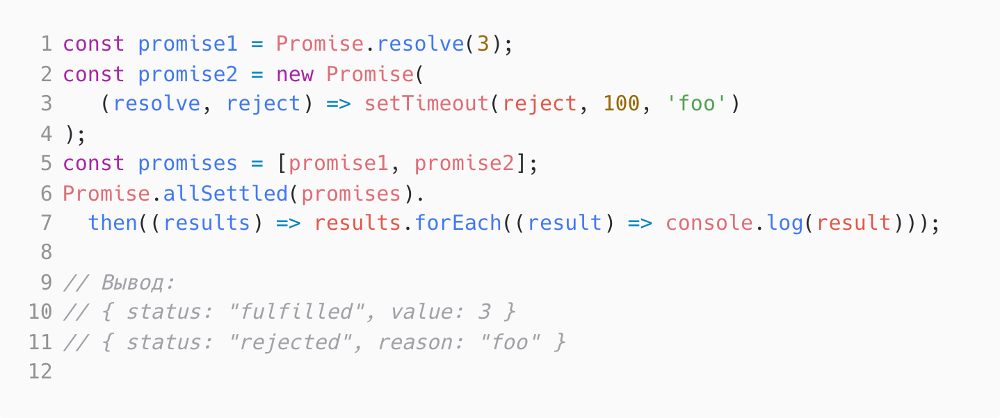 1 const promise1 = Promise.resolve(3);
2 const promise2 = new Promise(
3    (resolve, reject) => setTimeout(reject, 100, 'foo')
4 );
5 const promises = [promise1, promise2];
6 Promise.allSettled(promises).
7   then((results) => results.forEach((result) => console.log(result)));
8
9 // Вывод:
10 // { status: "fulfilled", value: 3 }
11 // { status: "rejected", reason: "foo" }
12